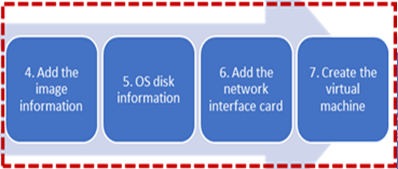 4. Add the
image
information
5. OS disk
information
6. Add the
network
interface card
7. Create the
virtual
machine